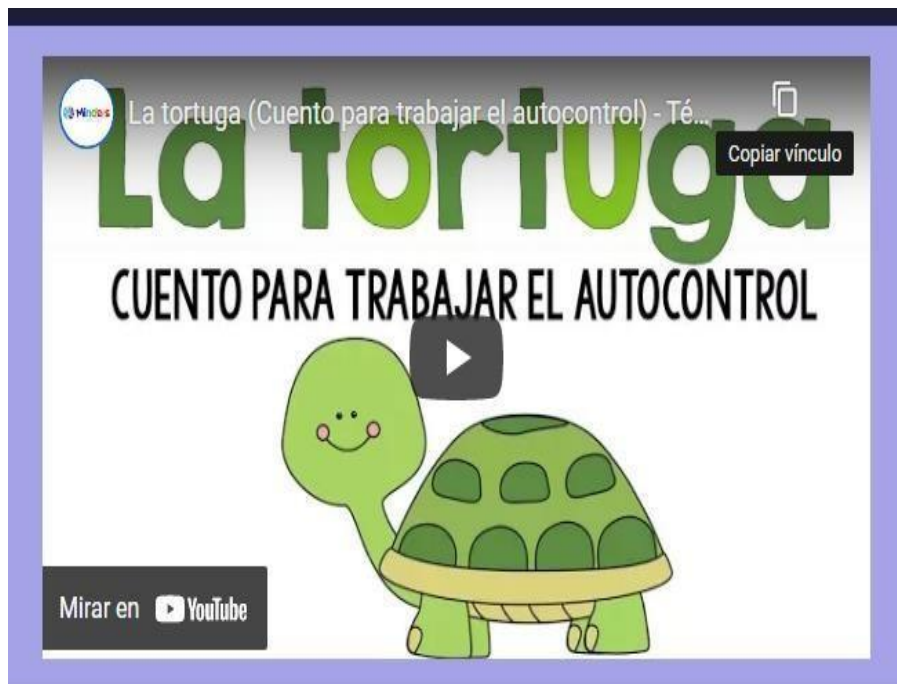 Minders
La tortuga (Cuento para trabajar el autocontrol) - Té...
Copiar vínculo
La tortuga
CUENTO PARA TRABAJAR EL AUTOCONTROL
Mirar en YouTube